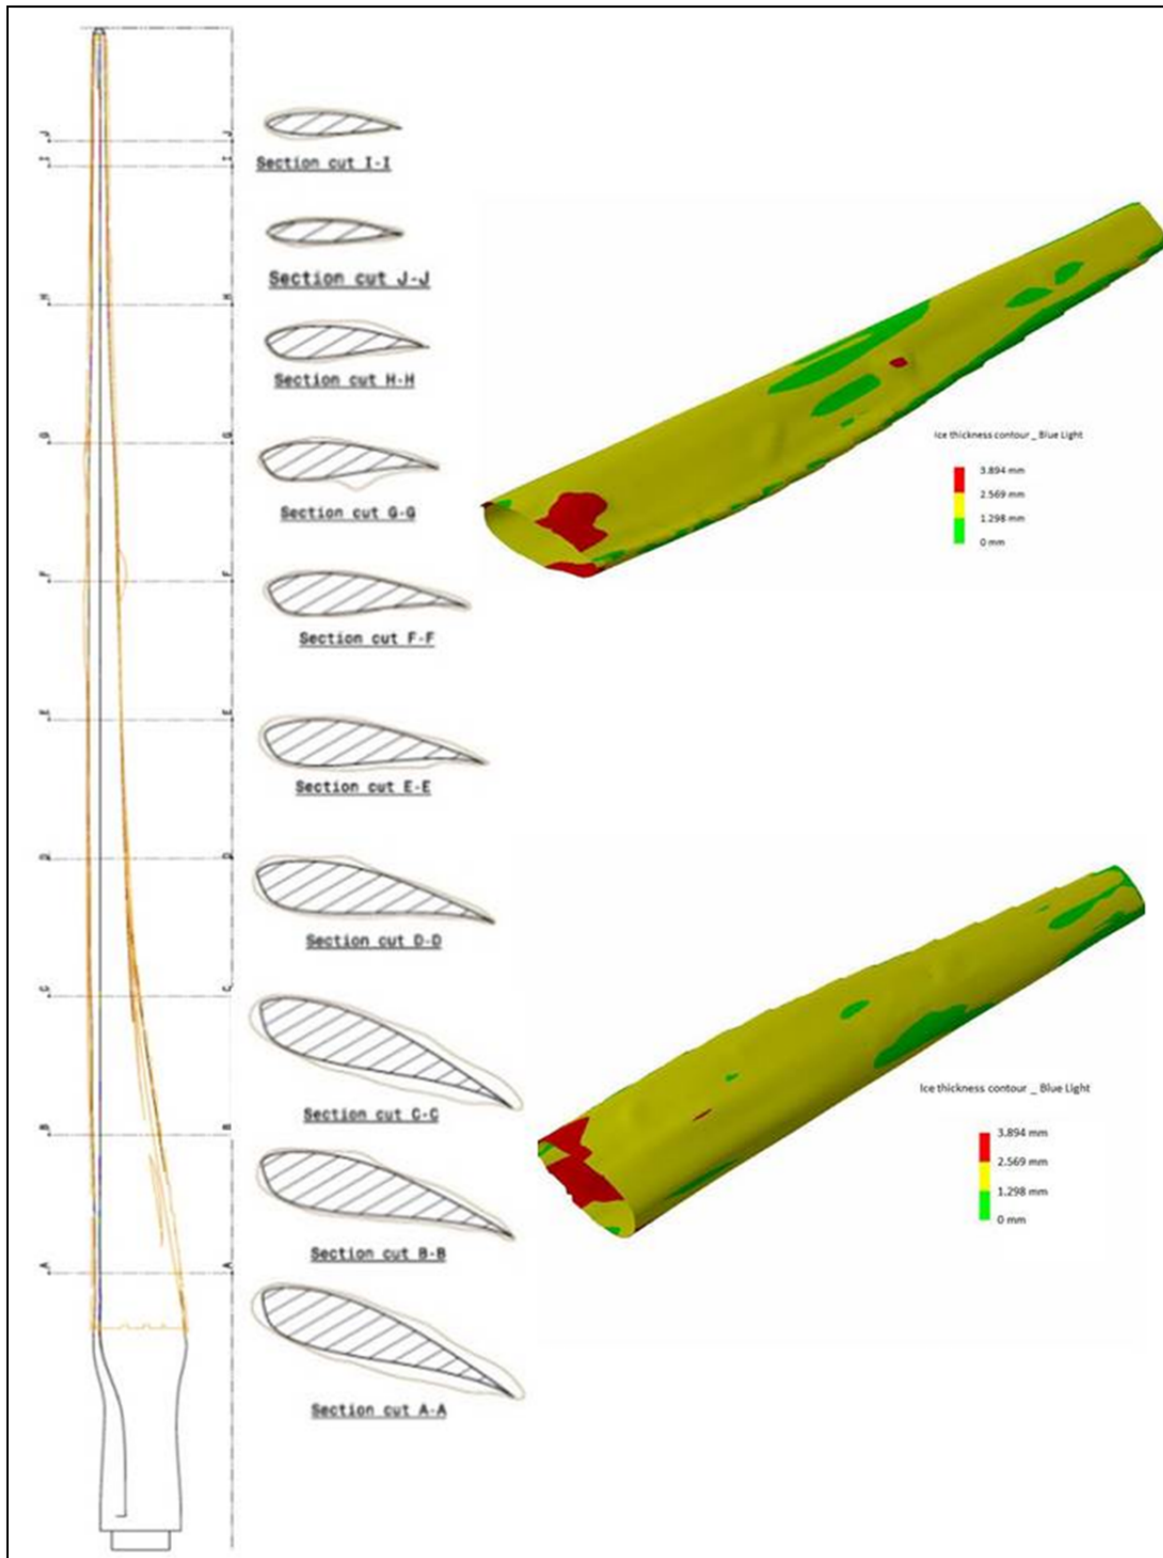 J J
I I
Section cut I-I
Section cut J-J
H H
Section cut H-H
G G
Section cut G-G
F F
Section cut F-F
E E
Section cut E-E
D D
Section cut D-D
C C
Section cut C-C
B B
Section cut B-B
A A
Section cut A-A
Ice thickness contour _ Blue Light
3.894 mm
2.569 mm
1.298 mm
0 mm
Ice thickness contour _ Blue Light
3.894 mm
2.569 mm
1.298 mm
0 mm